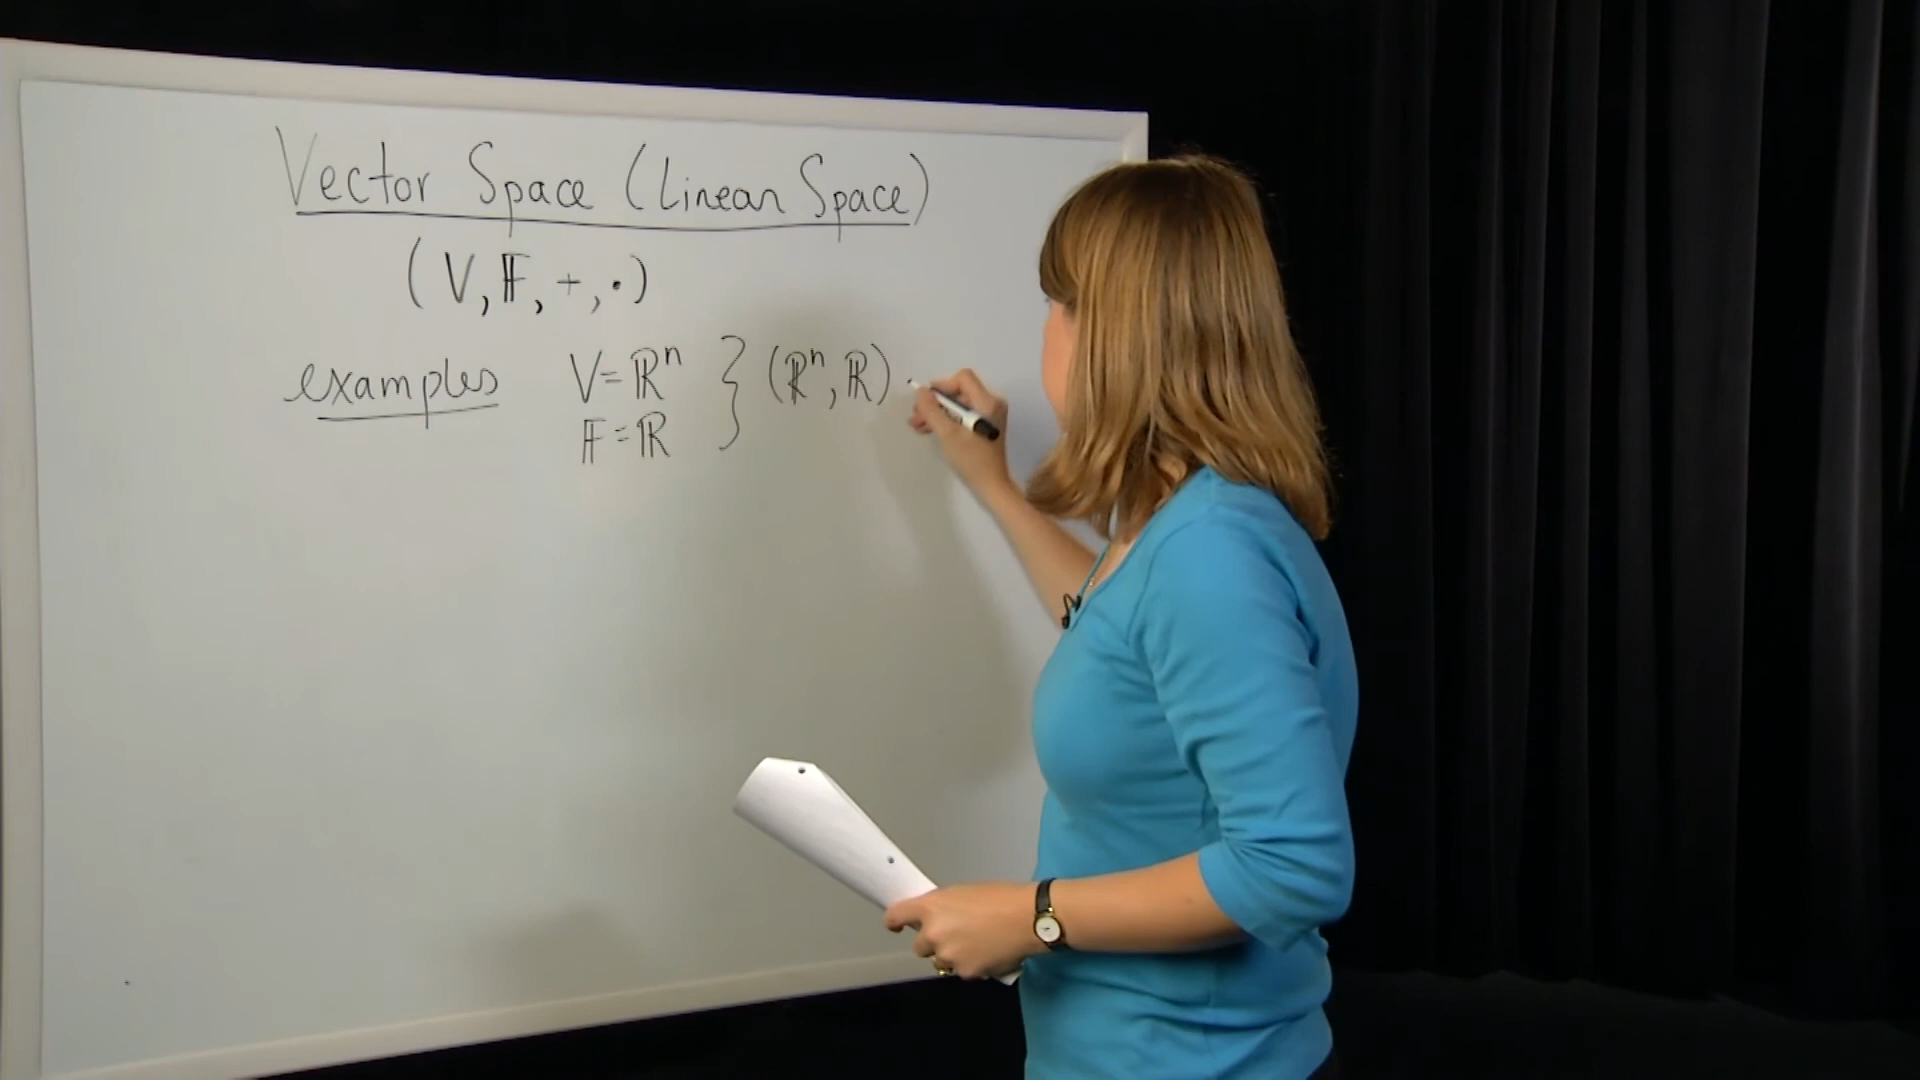 Vector Space (Linear Space)
(V, 𝔽, +, •)
examples V = ℝⁿ } (ℝⁿ, ℝ)
𝔽 = ℝ